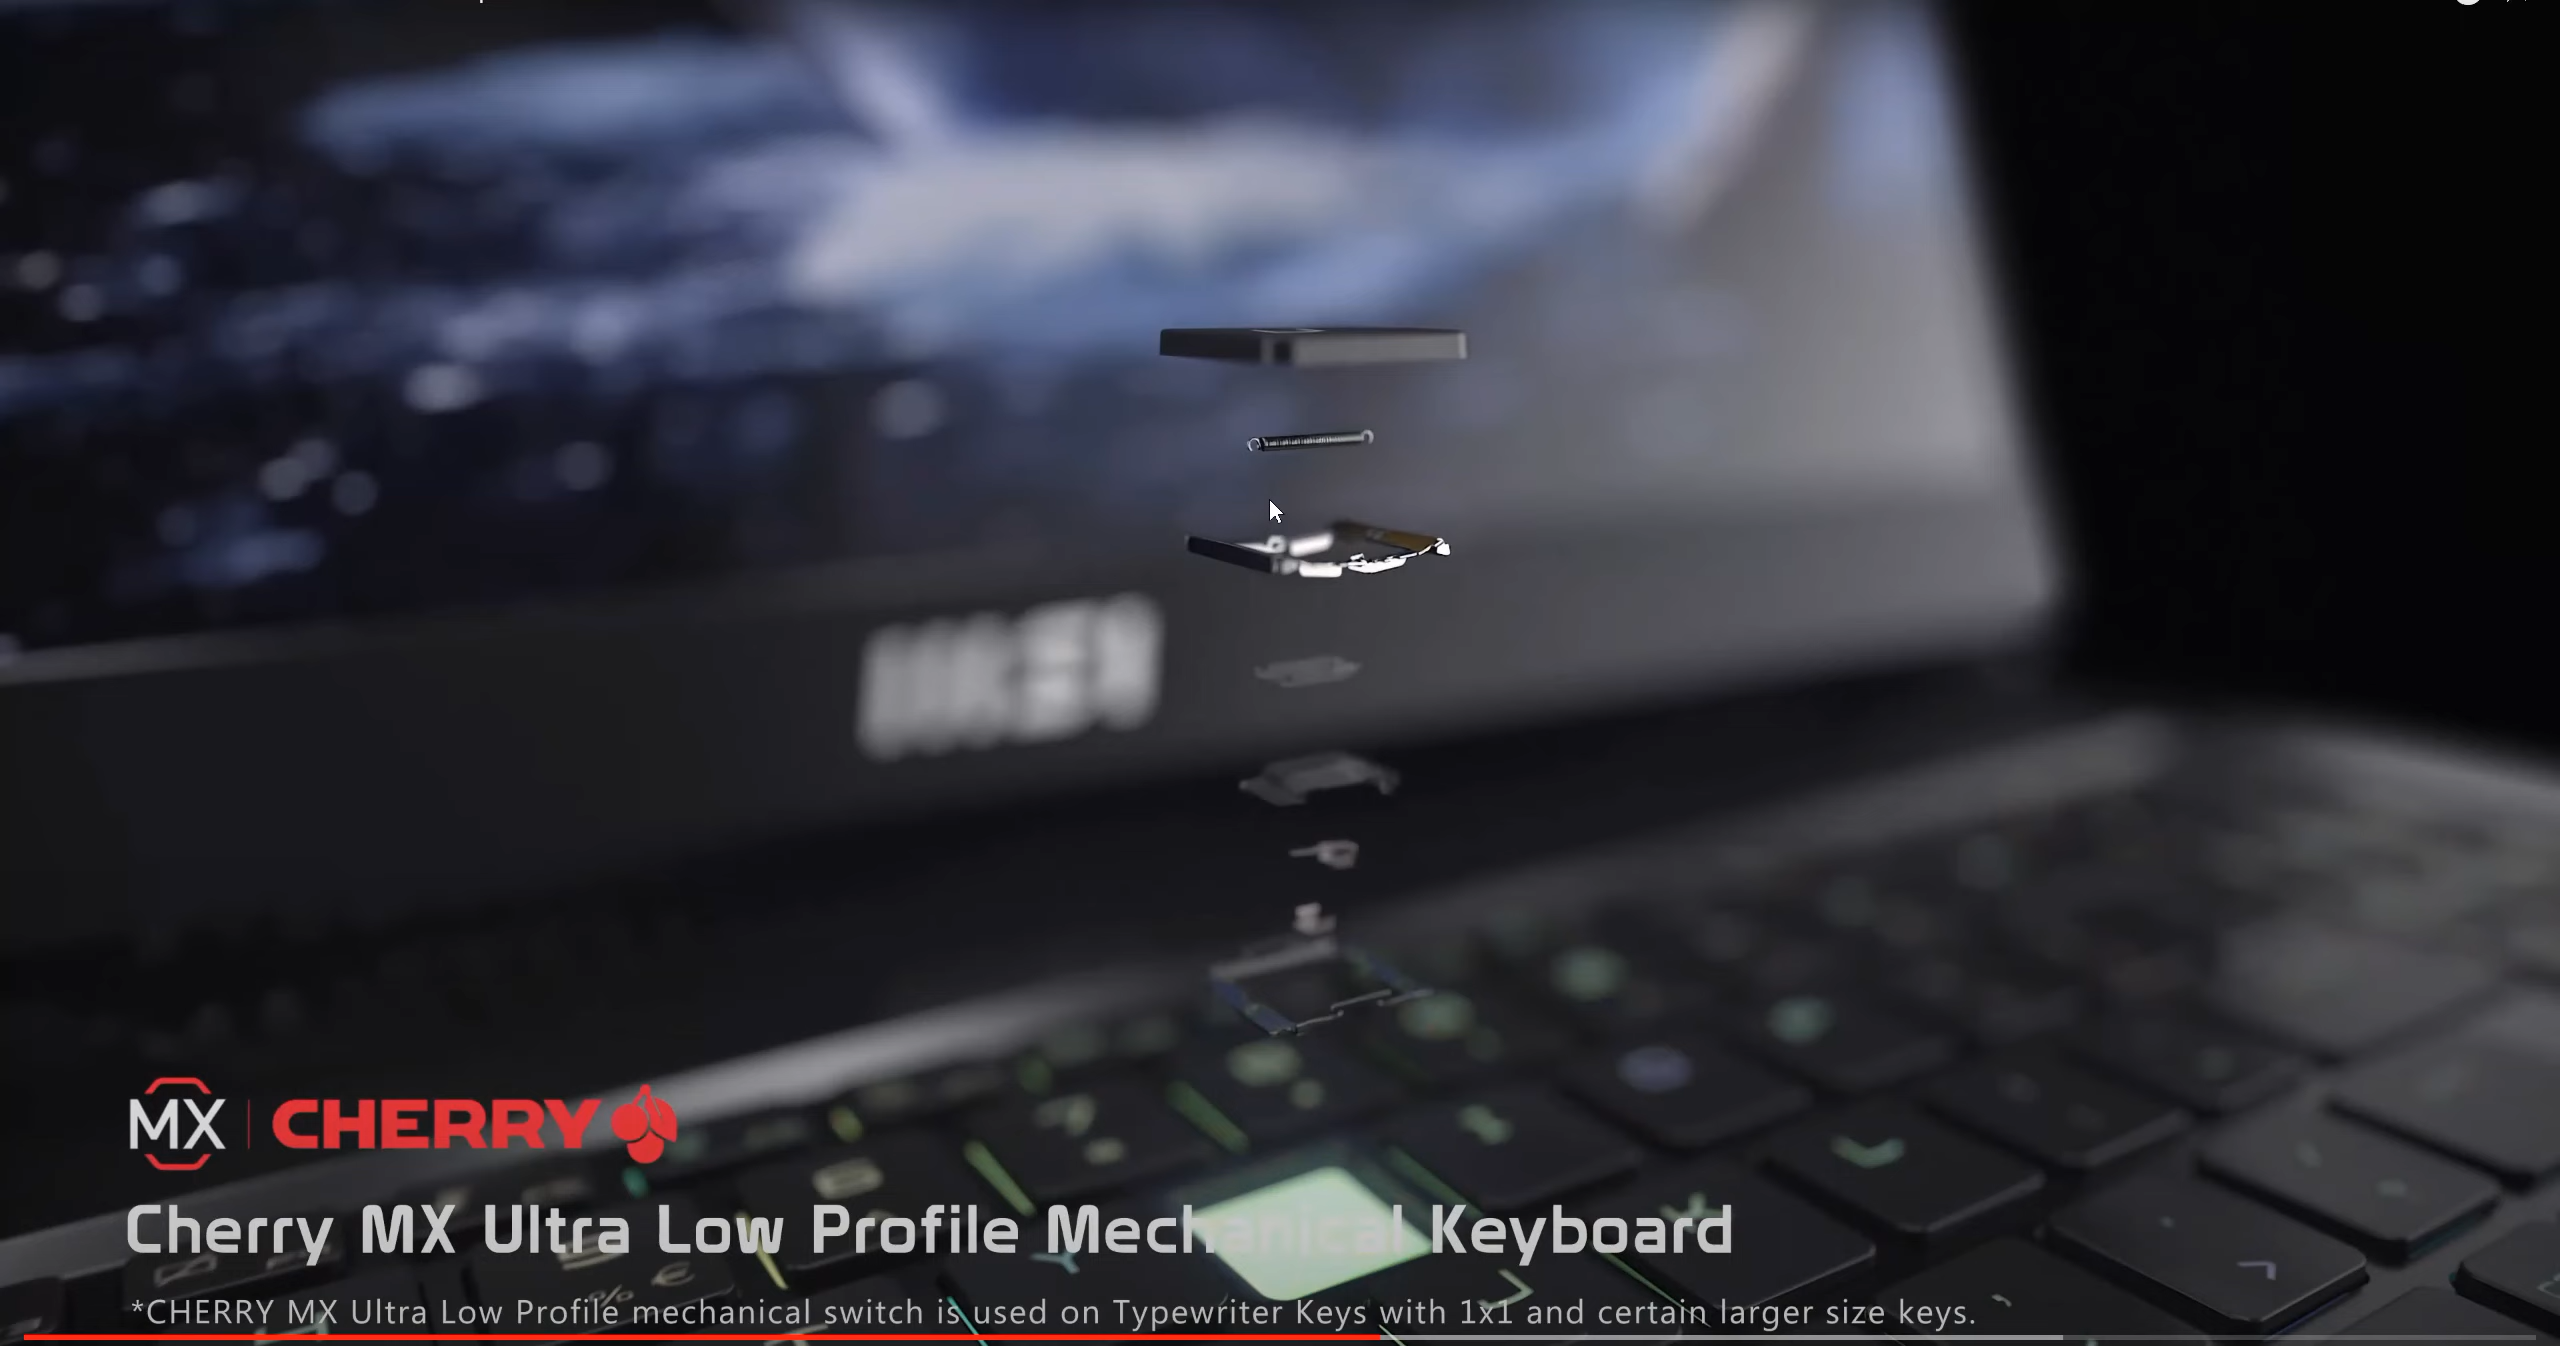 MX CHERRY
Cherry MX Ultra Low Profile Mechanical Keyboard
*CHERRY MX Ultra Low Profile mechanical switch is used on Typewriter Keys with 1x1 and certain larger size keys.